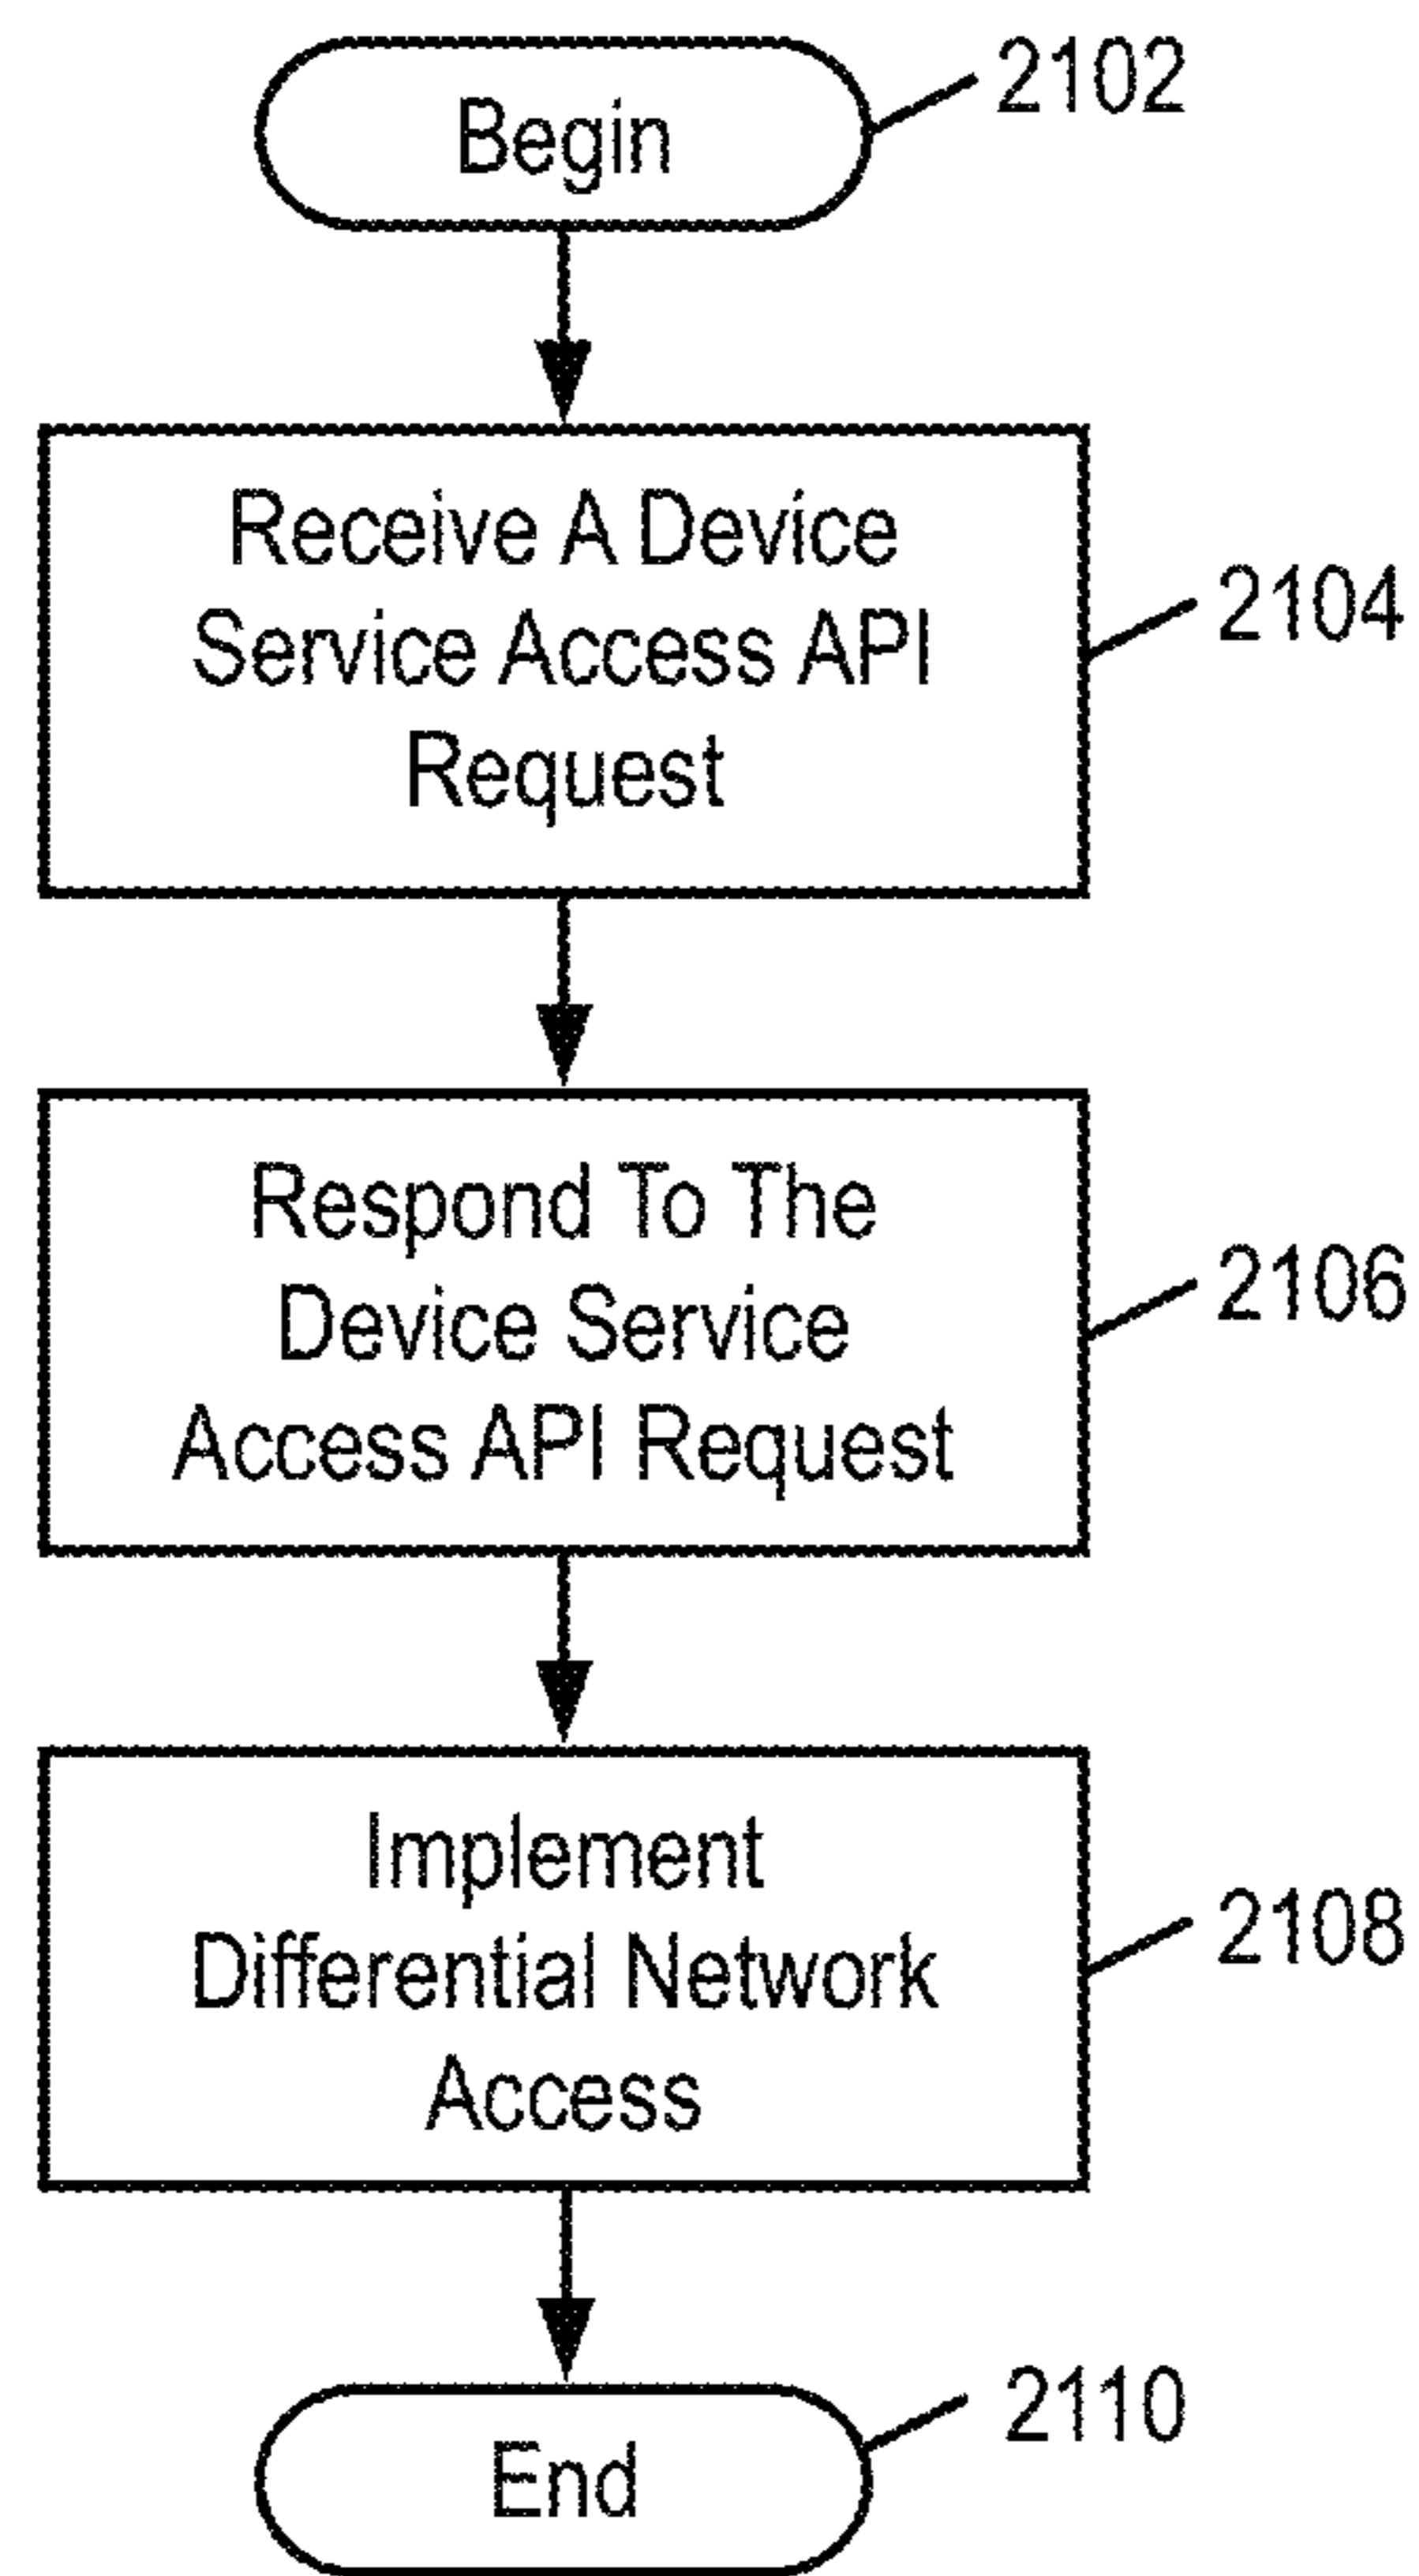 Begin
2102
Receive A Device
Service Access API
Request
2104
Respond To The
Device Service
Access API Request
2106
Implement
Differential Network
Access
2108
End
2110